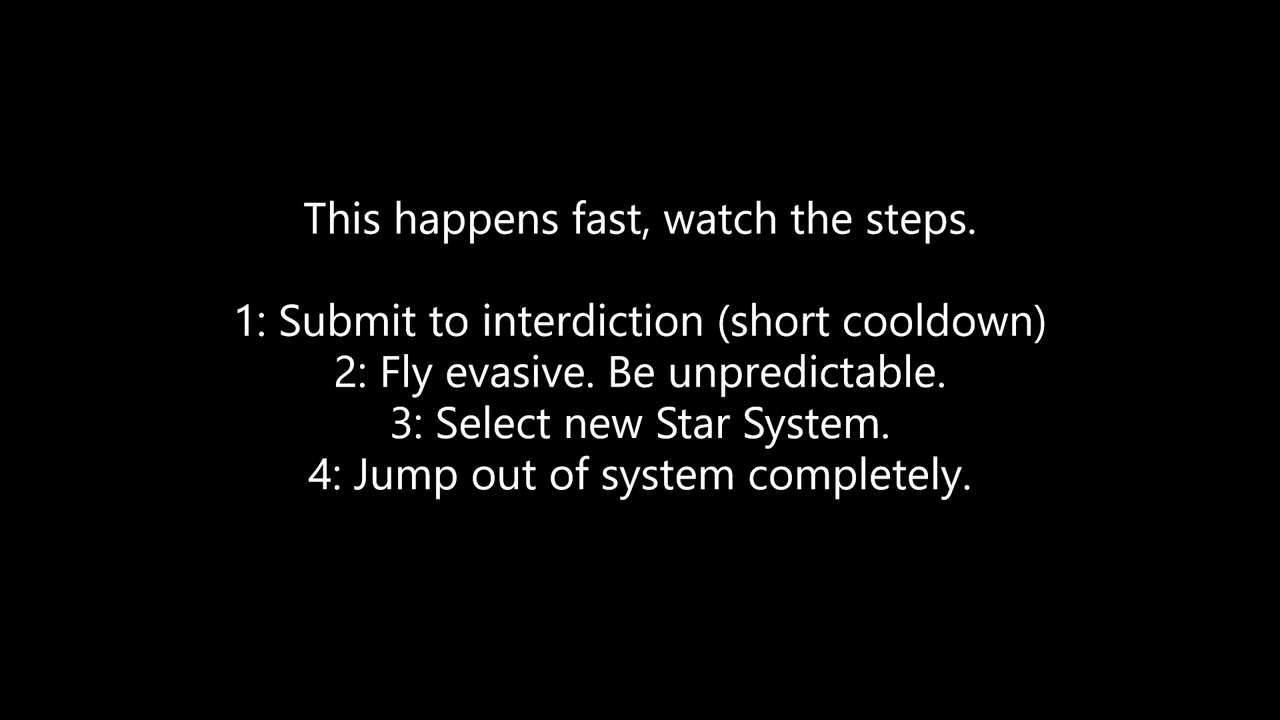 This happens fast, watch the steps.
1: Submit to interdiction (short cooldown)
2: Fly evasive. Be unpredictable.
3: Select new Star System.
4: Jump out of system completely.